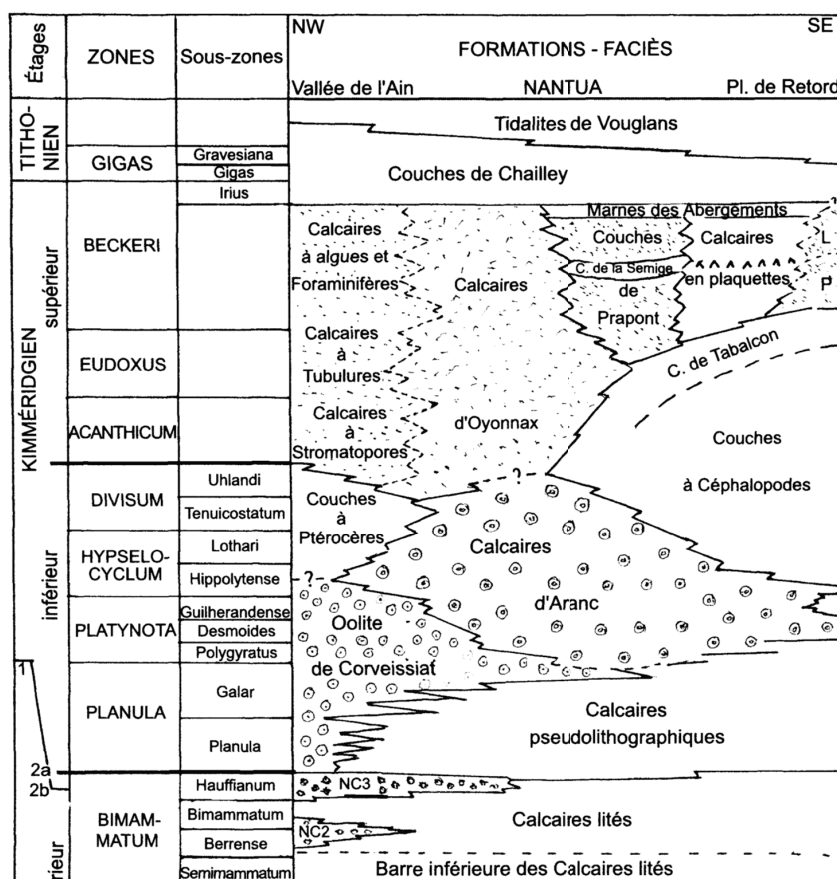 NW SE
Étages ZONES Sous-zones FORMATIONS - FACIÈS
Vallée de l'Ain NANTUA Pl. de Retord
TITHO-
NIEN
GIGAS
Gravesiana
Gigas
Tidalites de Vouglans
Couches de Chailley
KIMMÉRIDGIEN
supérieur
inférieur
Irius
BECKERI
EUDOXUS
ACANTHICUM
DIVISUM
Uhlandi
Tenuicostatum
HYPSELO-
CYCLUM
Lothari
Hippolytense
PLATYNOTA
Guilherandense
Desmoides
Polygyratus
PLANULA
Galar
Planula
BIMAM-
MATUM
Hauffianum
Bimammatum
Berrense
Semimammatum
1
2a
2b
rieur
Calcaires
à algues et
Foraminifères
Calcaires
à
Tubulures
Calcaires
à
Stromatopores
Calcaires
d'Oyonnax
Marnes des Abergements
Couches
C. de la Semige
de
Prapont
Calcaires
en plaquettes
?
L
P
C. de Tabalcon
Couches
à Céphalopodes
Couches
à
Ptérocères
?
?
Calcaires
d'Aranc
Oolite
de Corveissiat
Calcaires
pseudolithographiques
NC3
NC2
Calcaires lités
Barre inférieure des Calcaires lités